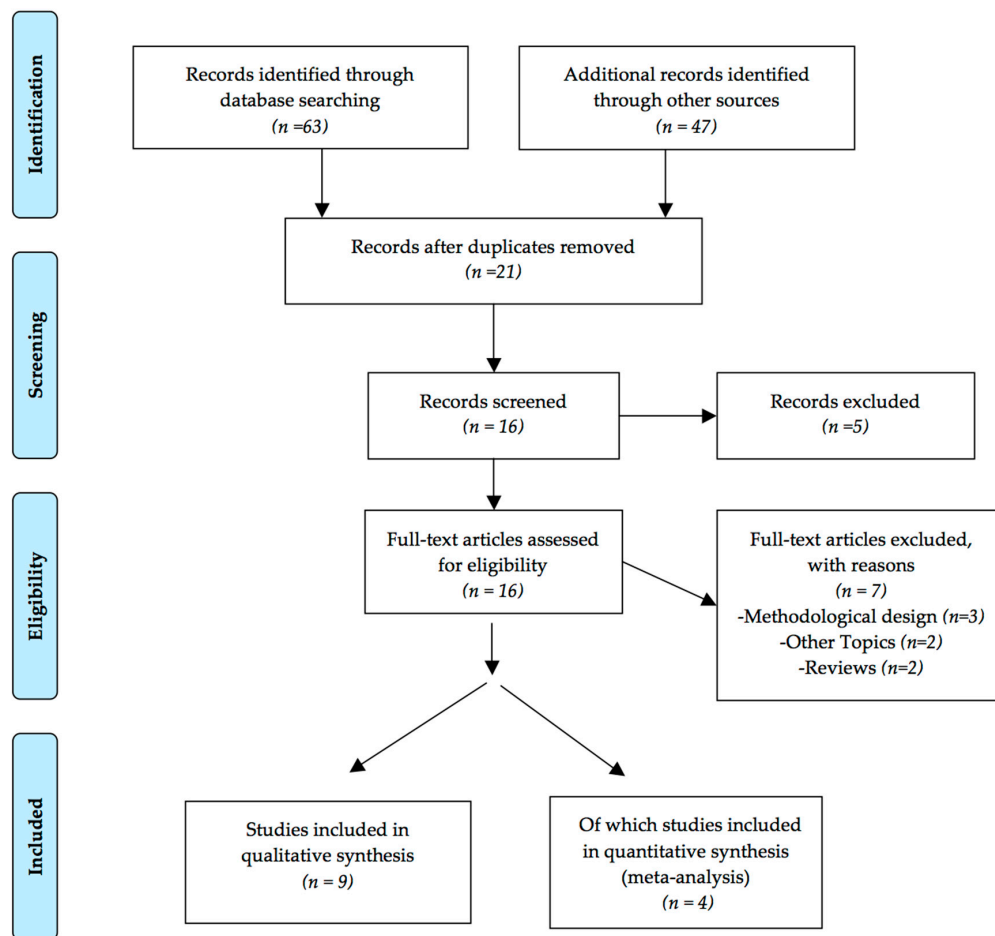 Identification
Records identified through
database searching
(n =63)
Additional records identified
through other sources
(n = 47)
Records after duplicates removed
(n =21)
Screening
Records screened
(n = 16)
Records excluded
(n =5)
Eligibility
Full-text articles assessed
for eligibility
(n = 16)
Full-text articles excluded,
with reasons
(n = 7)
-Methodological design (n=3)
-Other Topics (n=2)
-Reviews (n=2)
Included
Studies included in
qualitative synthesis
(n = 9)
Of which studies included
in quantitative synthesis
(meta-analysis)
(n = 4)